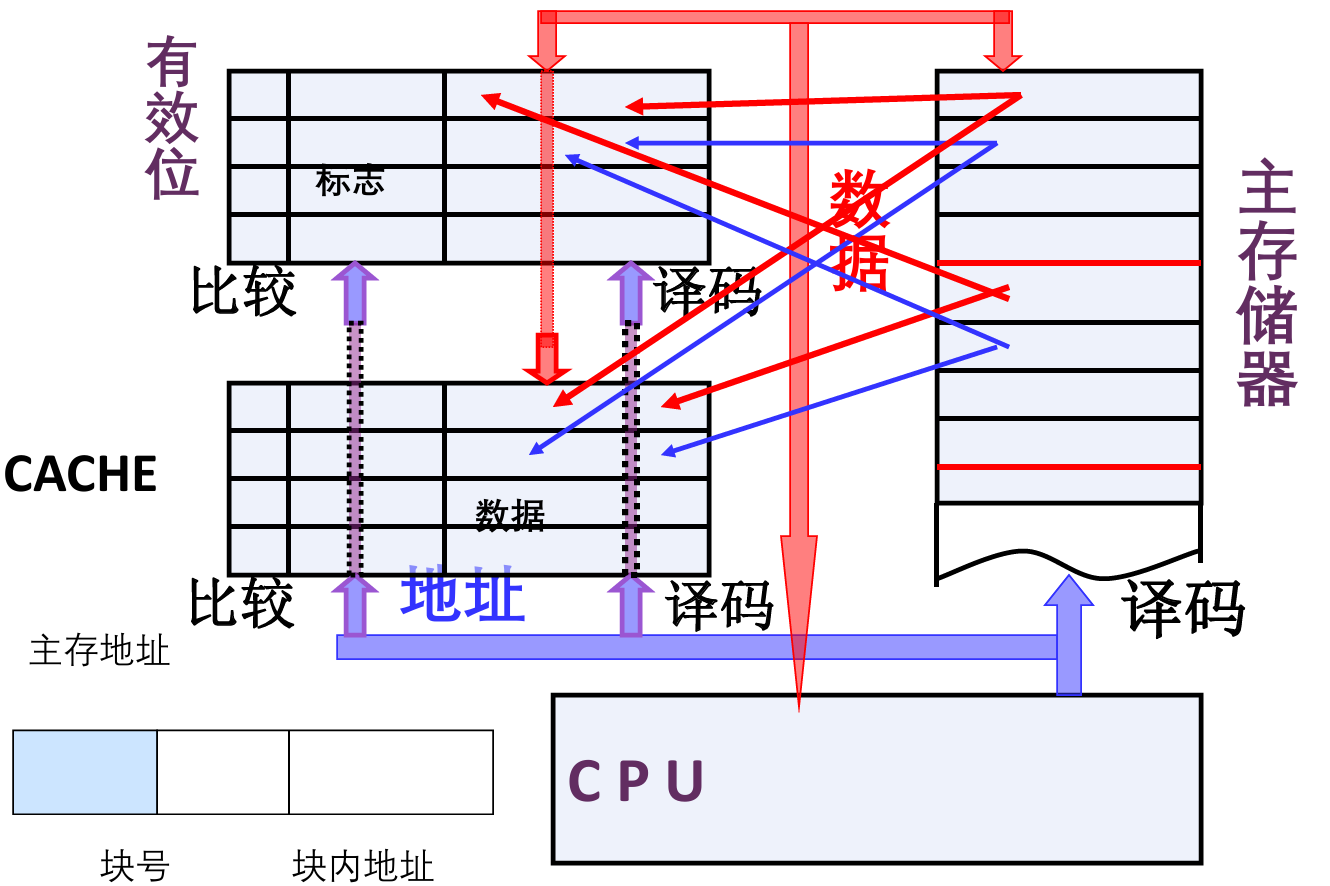 有效位
标志
比较
译码
数据
主存储器
CACHE
数据
比较
地址
译码
译码
主存地址
CPU
块号
块内地址